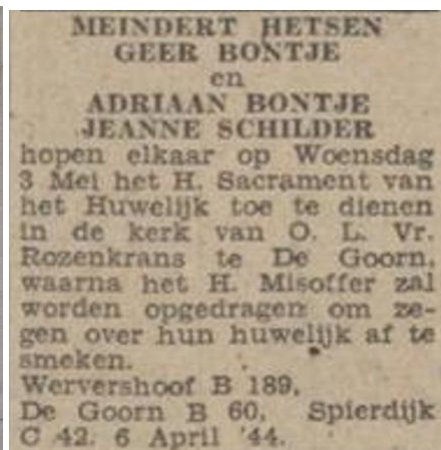 MEINDERT HETSEN
GEER BONTJE
en
ADRIAAN BONTJE
JEANNE SCHILDER
hopen elkaar op Woensdag
3 Mei het H. Sacrament van
het Huwelijk toe te dienen
in de kerk van O. L. Vr.
Rozenkrans te De Goorn,
waarna het H. Misoffer zal
worden opgedragen om ze-
gen over hun huwelijk af te
smeken.
Wervershoof B 189,
De Goorn B 60, Spierdijk
C 42. 6 April '44.